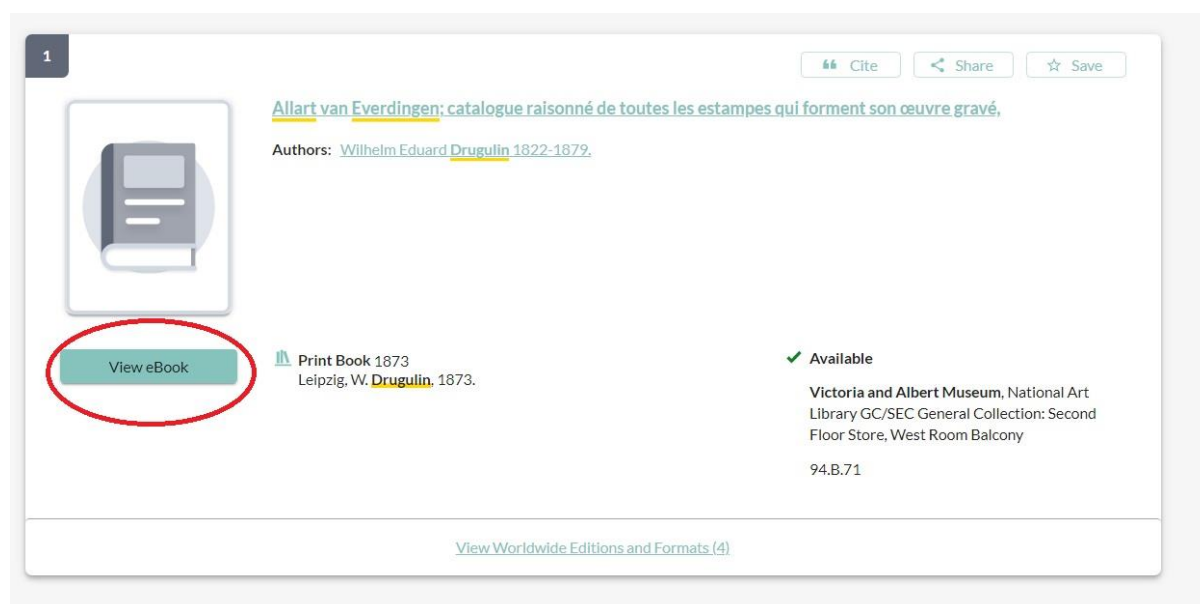 1
Cite
Share
Save
Allart van Everdingen; catalogue raisonné de toutes les estampes qui forment son œuvre gravé,
Authors: Wilhelm Eduard Drugulin 1822-1879.
View eBook
Print Book 1873
Leipzig, W. Drugulin, 1873.
Available
Victoria and Albert Museum, National Art
Library GC/SEC General Collection: Second
Floor Store, West Room Balcony
94.B.71
View Worldwide Editions and Formats (4)